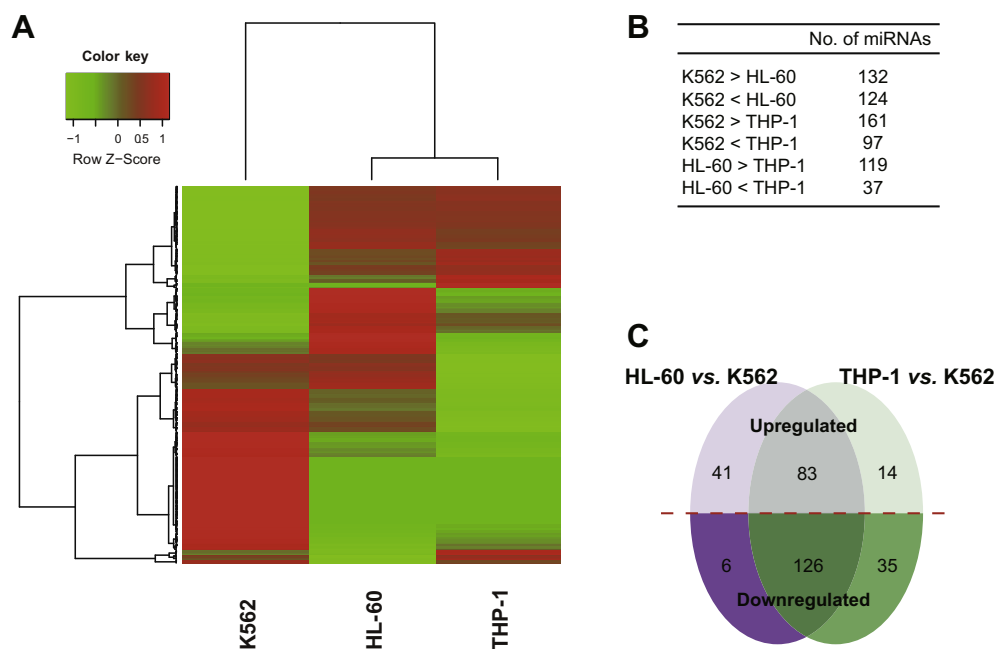 A
Color key
−1 0 0.5 1
Row Z−Score
K562
HL-60
THP-1
B
No. of miRNAs
K562 > HL-60 132
K562 < HL-60 124
K562 > THP-1 161
K562 < THP-1 97
HL-60 > THP-1 119
HL-60 < THP-1 37
C
HL-60 vs. K562 THP-1 vs. K562
Upregulated
41 83 14
6 126 35
Downregulated